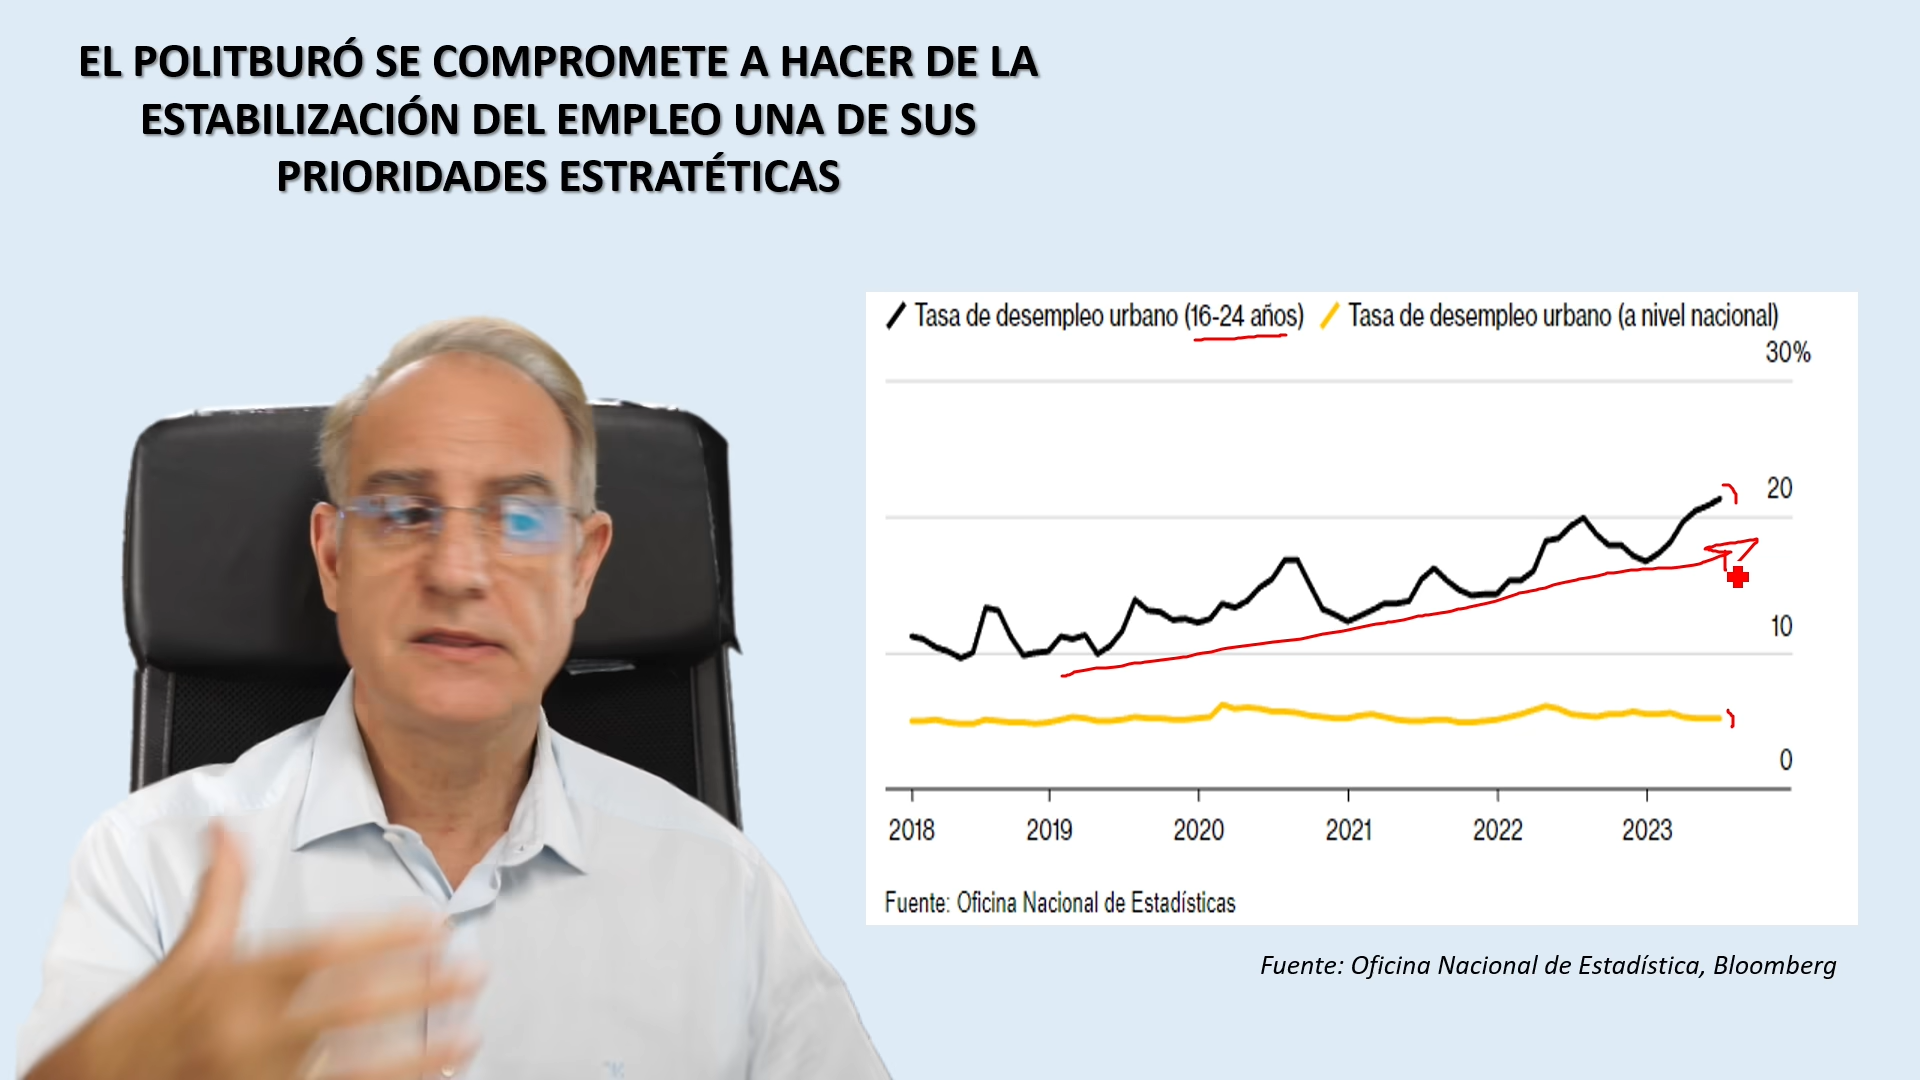 EL POLITBURÓ SE COMPROMETE A HACER DE LA
ESTABILIZACIÓN DEL EMPLEO UNA DE SUS
PRIORIDADES ESTRATÉTICAS
Tasa de desempleo urbano (16-24 años) Tasa de desempleo urbano (a nivel nacional)
30%
20
10
0
2018 2019 2020 2021 2022 2023
Fuente: Oficina Nacional de Estadísticas
Fuente: Oficina Nacional de Estadística, Bloomberg